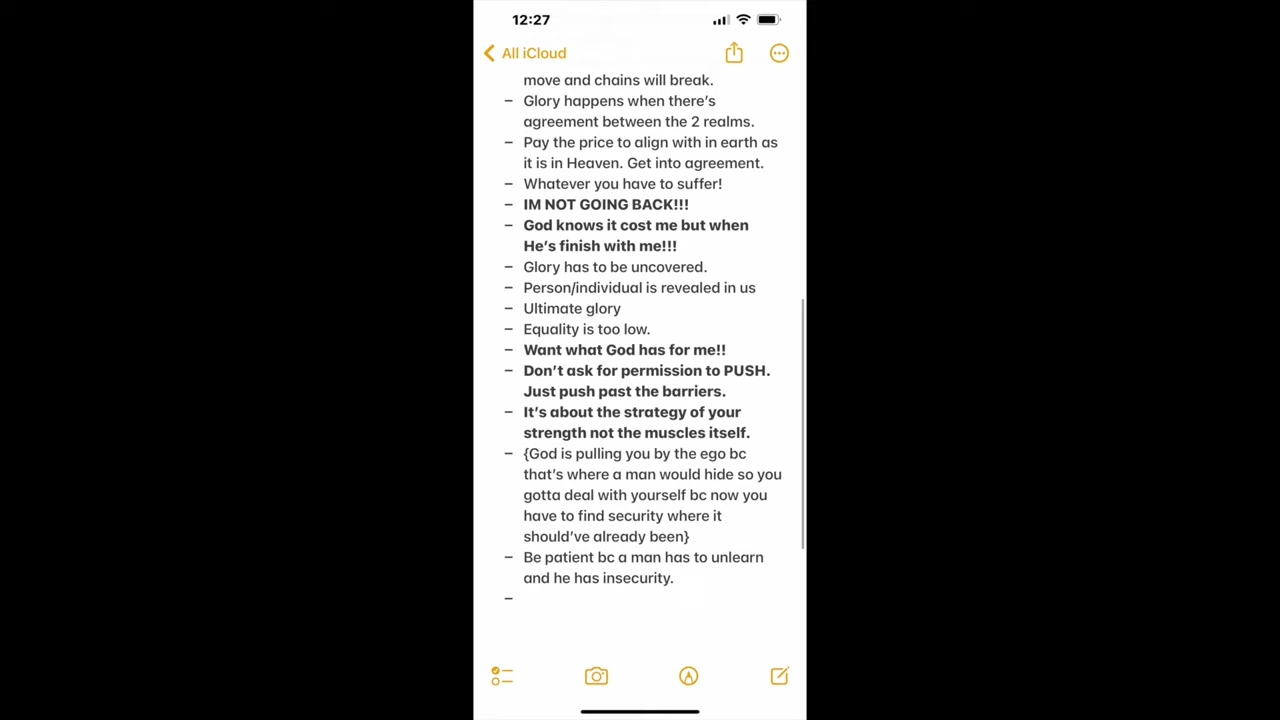 12:27
All iCloud
move and chains will break.
– Glory happens when there's
agreement between the 2 realms.
– Pay the price to align with in earth as
it is in Heaven. Get into agreement.
– Whatever you have to suffer!
– IM NOT GOING BACK!!!
– God knows it cost me but when
He's finish with me!!!
– Glory has to be uncovered.
– Person/individual is revealed in us
– Ultimate glory
– Equality is too low.
– Want what God has for me!!
– Don't ask for permission to PUSH.
Just push past the barriers.
– It's about the strategy of your
strength not the muscles itself.
– {God is pulling you by the ego bc
that's where a man would hide so you
gotta deal with yourself bc now you
have to find security where it
should've already been}
– Be patient bc a man has to unlearn
and he has insecurity.
–